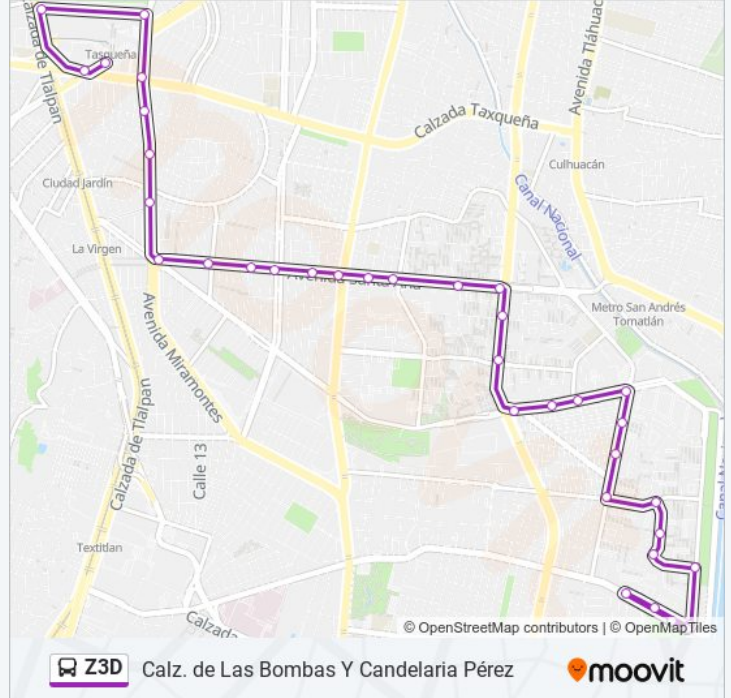 Calzada de Tlalpan
Tasqueña
Avenida Tláhuac
Calzada Taxqueña
Culhuacán
Ciudad Jardín
Canal Nacional
La Virgen
Avenida Santa Ana
Metro San Andrés
Tomatlán
Avenida Miramontes
Calzada de Tlalpan
Calle 13
Textitlan
Calzada
© OpenStreetMap contributors | © OpenMapTiles
Z3D
Calz. de Las Bombas Y Candelaria Pérez
moovit